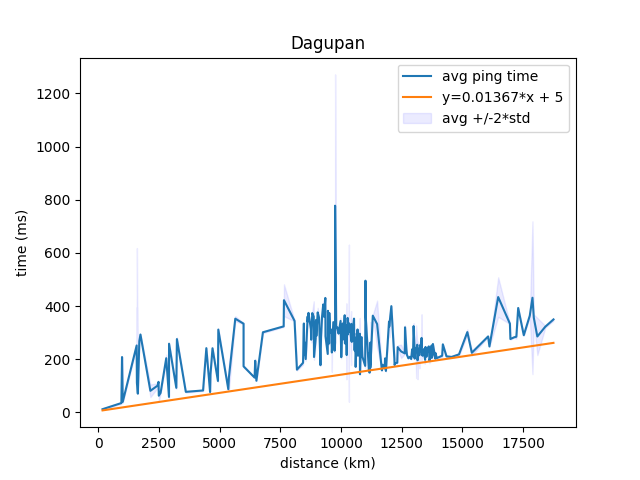 Dagupan
avg ping time
y=0.01367*x + 5
avg +/-2*std
time (ms)
1200
1000
800
600
400
200
0
0 2500 5000 7500 10000 12500 15000 17500
distance (km)